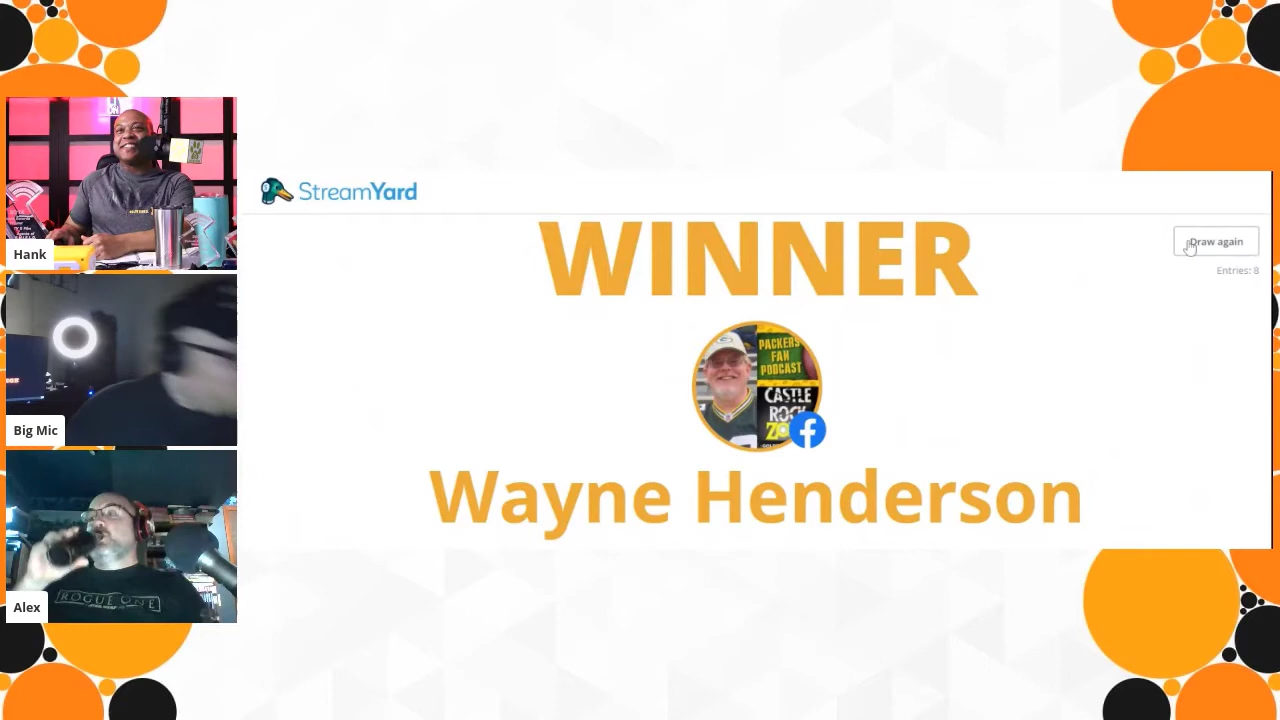 Hank
Big Mic
ROGUE ONE
Alex
StreamYard
WINNER
Draw again
Entries: 8
PACKERS
FAN
PODCAST
CASTLE
ROCK
Wayne Henderson